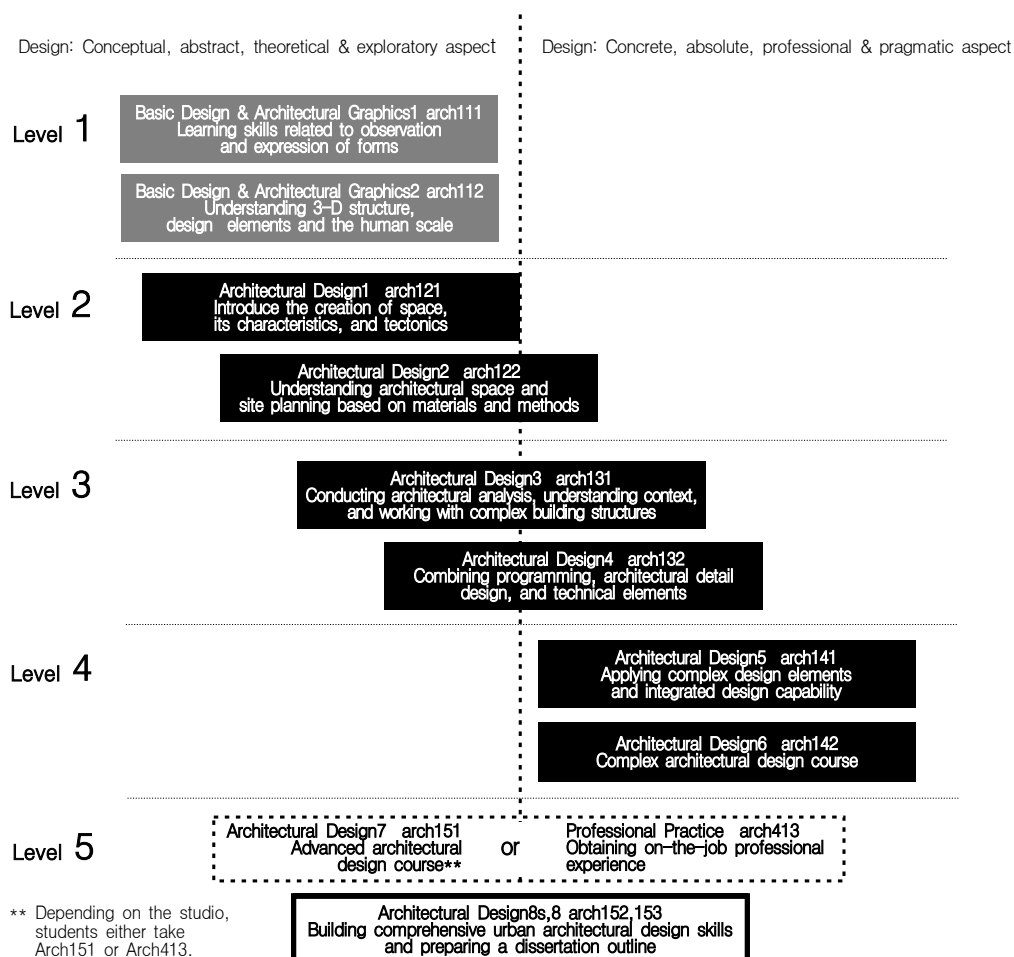 Design: Conceptual, abstract, theoretical & exploratory aspect
Design: Concrete, absolute, professional & pragmatic aspect
Level 1
Basic Design & Architectural Graphics1 arch111
Learning skills related to observation
and expression of forms
Basic Design & Architectural Graphics2 arch112
Understanding 3-D structure,
design elements and the human scale
Level 2
Architectural Design1 arch121
Introduce the creation of space,
its characteristics, and tectonics
Architectural Design2 arch122
Understanding architectural space and
site planning based on materials and methods
Level 3
Architectural Design3 arch131
Conducting architectural analysis, understanding context,
and working with complex building structures
Architectural Design4 arch132
Combining programming, architectural detail
design, and technical elements
Level 4
Architectural Design5 arch141
Applying complex design elements
and integrated design capability
Architectural Design6 arch142
Complex architectural design course
Level 5
Architectural Design7 arch151
Advanced architectural
design course**
or
Professional Practice arch413
Obtaining on-the-job professional
experience
** Depending on the studio,
students either take
Arch151 or Arch413.
Architectural Design8s,8 arch152,153
Building comprehensive urban architectural design skills
and preparing a dissertation outline